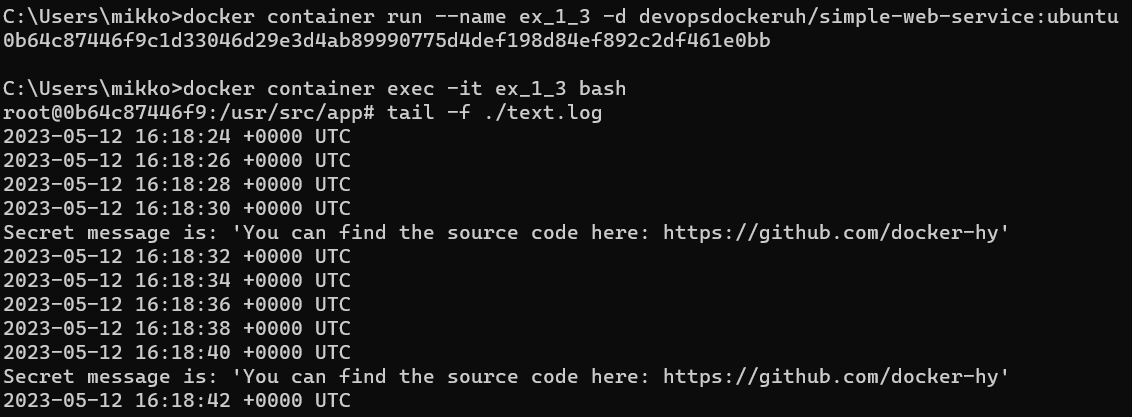 C:\Users\mikko>docker container run --name ex_1_3 -d devopsdockeruh/simple-web-service:ubuntu
0b64c87446f9c1d33046d29e3d4ab89990775d4def198d84ef892c2df461e0bb
C:\Users\mikko>docker container exec -it ex_1_3 bash
root@0b64c87446f9:/usr/src/app# tail -f ./text.log
2023-05-12 16:18:24 +0000 UTC
2023-05-12 16:18:26 +0000 UTC
2023-05-12 16:18:28 +0000 UTC
2023-05-12 16:18:30 +0000 UTC
Secret message is: 'You can find the source code here: https://github.com/docker-hy'
2023-05-12 16:18:32 +0000 UTC
2023-05-12 16:18:34 +0000 UTC
2023-05-12 16:18:36 +0000 UTC
2023-05-12 16:18:38 +0000 UTC
2023-05-12 16:18:40 +0000 UTC
Secret message is: 'You can find the source code here: https://github.com/docker-hy'
2023-05-12 16:18:42 +0000 UTC